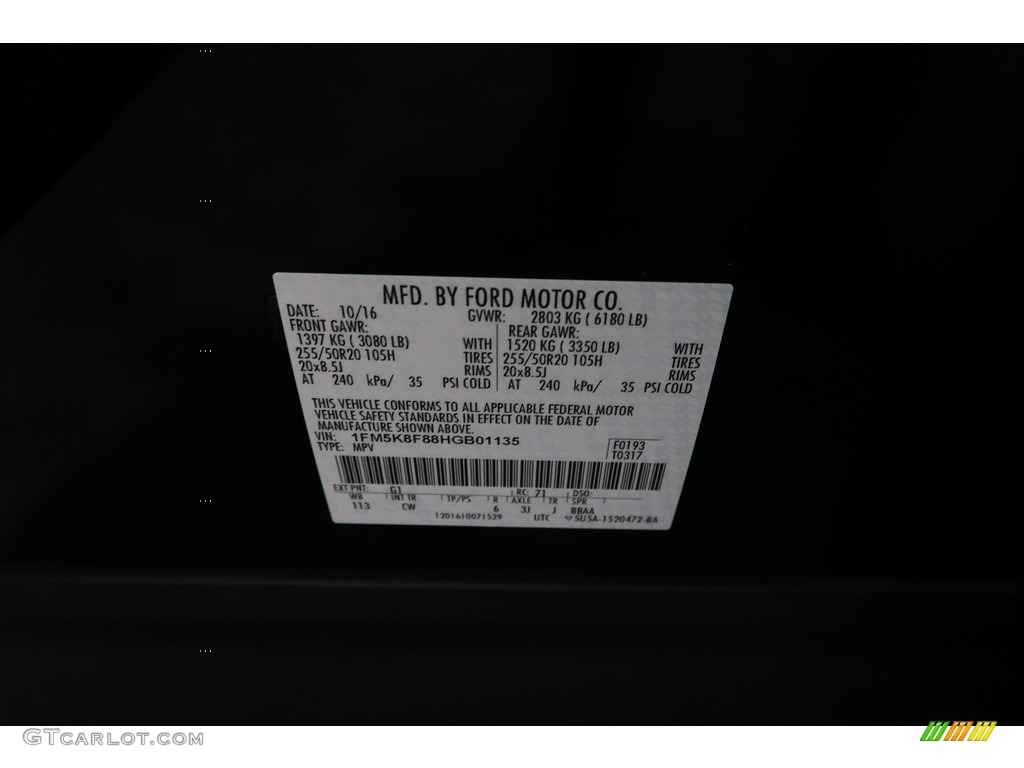 MFD. BY FORD MOTOR CO.
DATE: 10/16 GVWR: 2803 KG ( 6180 LB)
FRONT GAWR: REAR GAWR:
1397 KG ( 3080 LB) WITH 1520 KG ( 3350 LB) WITH
255/50R20 105H TIRES 255/50R20 105H TIRES
20x8.5J RIMS 20x8.5J RIMS
AT 240 kPa/ 35 PSI COLD AT 240 kPa/ 35 PSI COLD
THIS VEHICLE CONFORMS TO ALL APPLICABLE FEDERAL MOTOR
VEHICLE SAFETY STANDARDS IN EFFECT ON THE DATE OF
MANUFACTURE SHOWN ABOVE.
VIN: 1FM5K8F88HGB01135
TYPE: MPV
F0193
T0317
EXT PNT: G1 RC: 71 DSO:
WB INT TR TP/PS R AXLE TR SPR
113 CW 6 3J J BBAA
1201610071529 UTC 5U5A-1520472-BA
GTCARLOT.COM